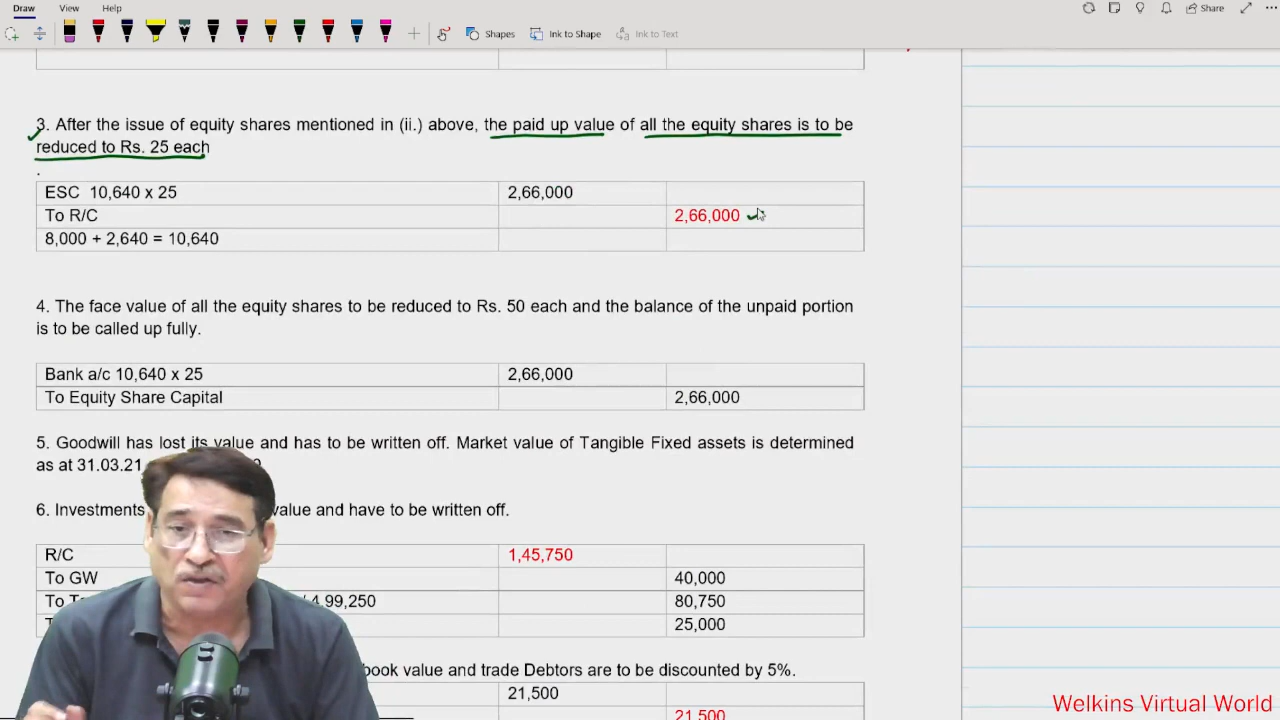 Draw View Help
Shapes Ink to Shape Ink to Text Share
3. After the issue of equity shares mentioned in (ii.) above, the paid up value of all the equity shares is to be
reduced to Rs. 25 each
.
ESC 10,640 x 25 2,66,000
To R/C 2,66,000
8,000 + 2,640 = 10,640
4. The face value of all the equity shares to be reduced to Rs. 50 each and the balance of the unpaid portion
is to be called up fully.
Bank a/c 10,640 x 25 2,66,000
To Equity Share Capital 2,66,000
5. Goodwill has lost its value and has to be written off. Market value of Tangible Fixed assets is determined
as at 31.03.21
6. Investments value and have to be written off.
R/C 1,45,750
To GW 40,000
To 4,99,250 80,750
25,000
book value and trade Debtors are to be discounted by 5%.
21,500
21,500
Welkins Virtual World